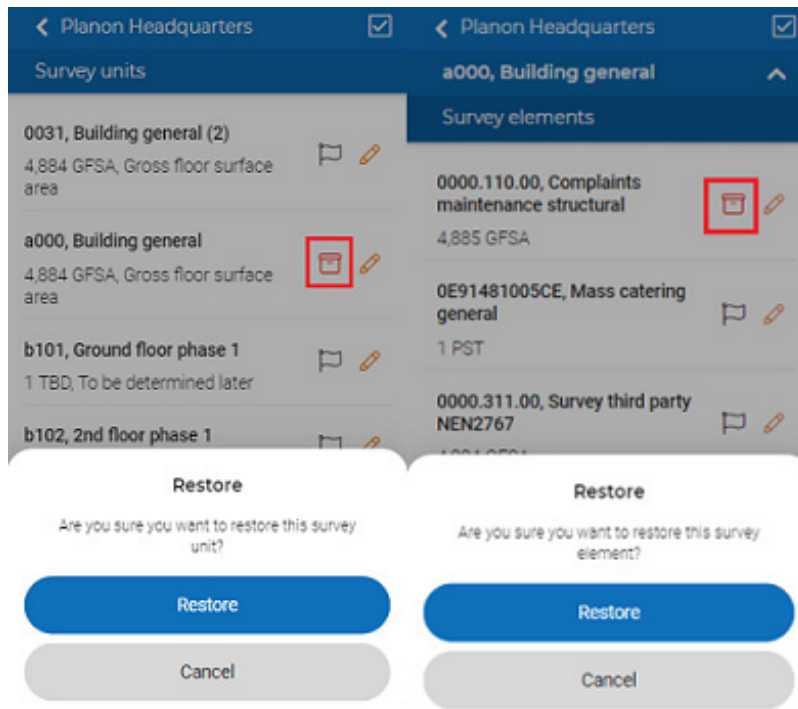 Planon Headquarters
Survey units
0031, Building general (2)
4,884 GFSA, Gross floor surface
area
a000, Building general
4,884 GFSA, Gross floor surface
area
b101, Ground floor phase 1
1 TBD, To be determined later
b102, 2nd floor phase 1
Restore
Are you sure you want to restore this survey
unit?
Restore
Cancel
Planon Headquarters
a000, Building general
Survey elements
0000.110.00, Complaints
maintenance structural
4,885 GFSA
0E91481005CE, Mass catering
general
1 PST
0000.311.00, Survey third party
NEN2767
Restore
Are you sure you want to restore this survey
element?
Restore
Cancel